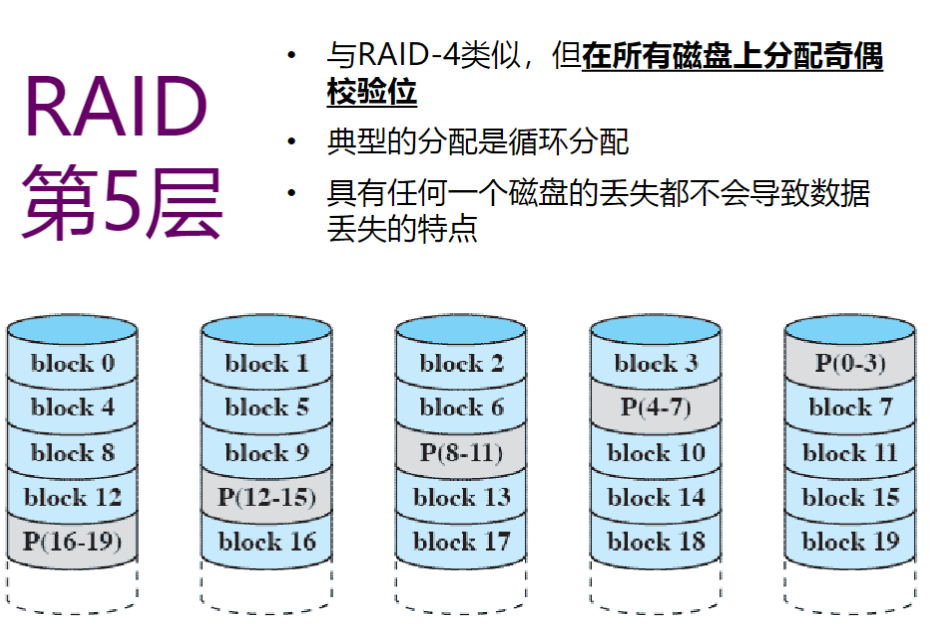 RAID
第5层
• 与RAID-4类似，但在所有磁盘上分配奇偶
校验位
• 典型的分配是循环分配
• 具有任何一个磁盘的丢失都不会导致数据
丢失的特点
block 0 block 1 block 2 block 3 P(0-3)
block 4 block 5 block 6 P(4-7) block 7
block 8 block 9 P(8-11) block 10 block 11
block 12 P(12-15) block 13 block 14 block 15
P(16-19) block 16 block 17 block 18 block 19